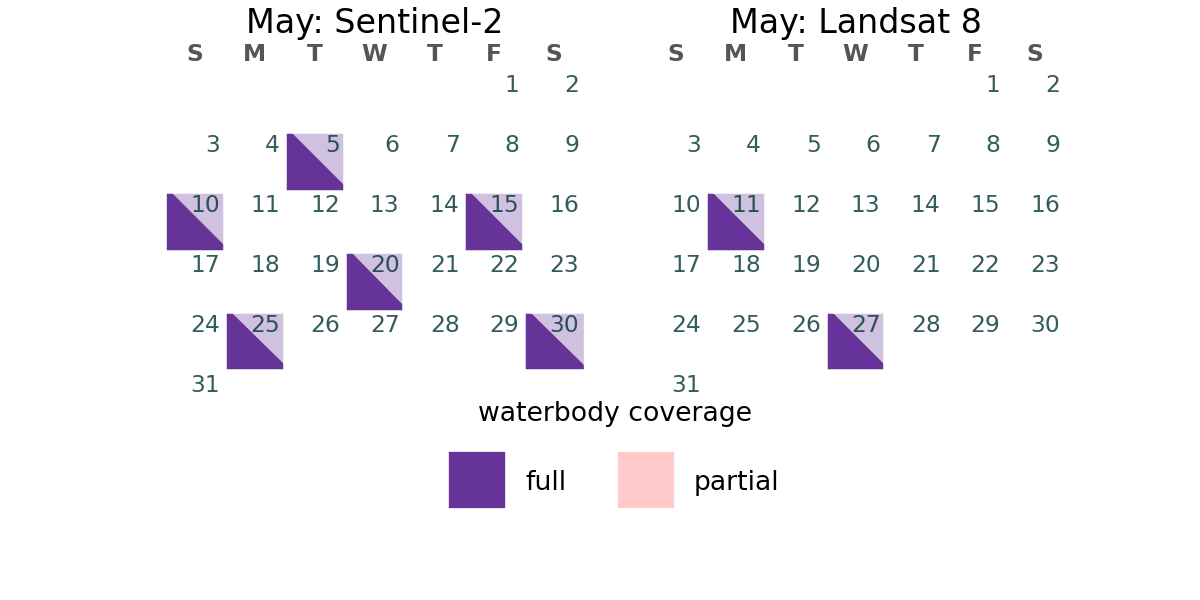 May: Sentinel-2
S M T W T F S
1 2
3 4 5 6 7 8 9
10 11 12 13 14 15 16
17 18 19 20 21 22 23
24 25 26 27 28 29 30
31
May: Landsat 8
S M T W T F S
1 2
3 4 5 6 7 8 9
10 11 12 13 14 15 16
17 18 19 20 21 22 23
24 25 26 27 28 29 30
31
waterbody coverage
full partial